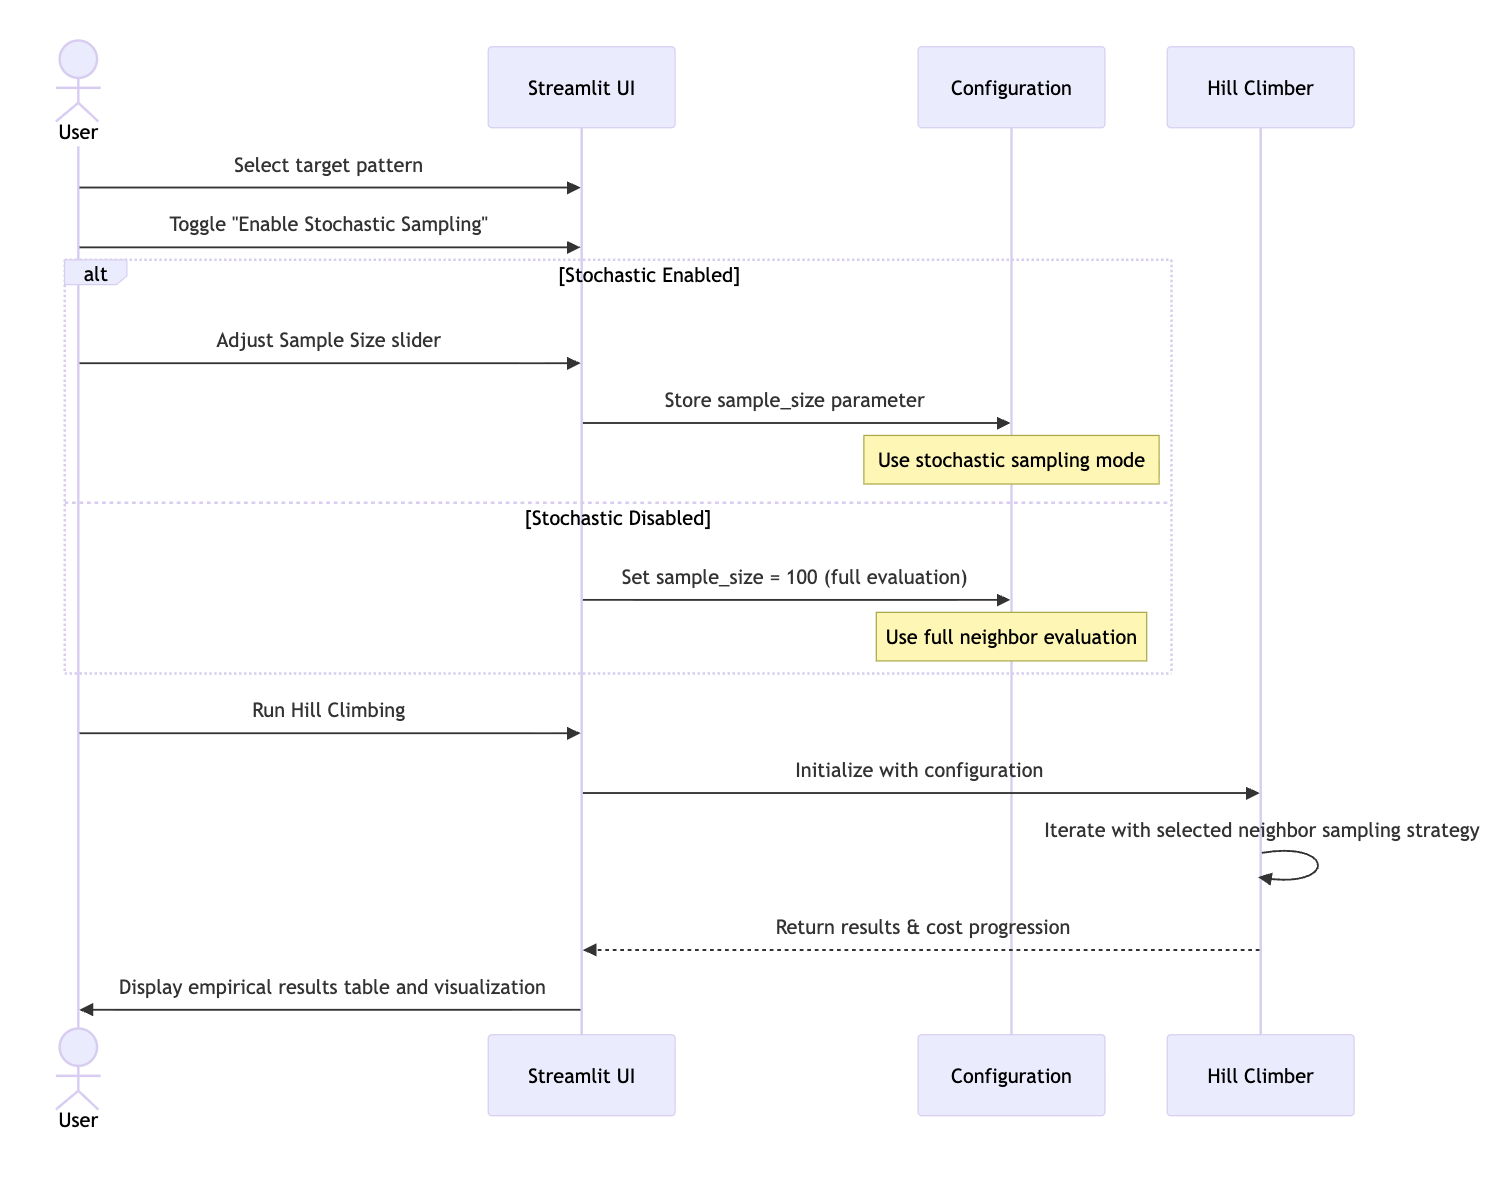 Streamlit UI
Configuration
Hill Climber
User
Select target pattern
Toggle "Enable Stochastic Sampling"
alt
[Stochastic Enabled]
Adjust Sample Size slider
Store sample_size parameter
Use stochastic sampling mode
[Stochastic Disabled]
Set sample_size = 100 (full evaluation)
Use full neighbor evaluation
Run Hill Climbing
Initialize with configuration
Iterate with selected neighbor sampling strategy
Return results & cost progression
Display empirical results table and visualization
Streamlit UI
Configuration
Hill Climber
User